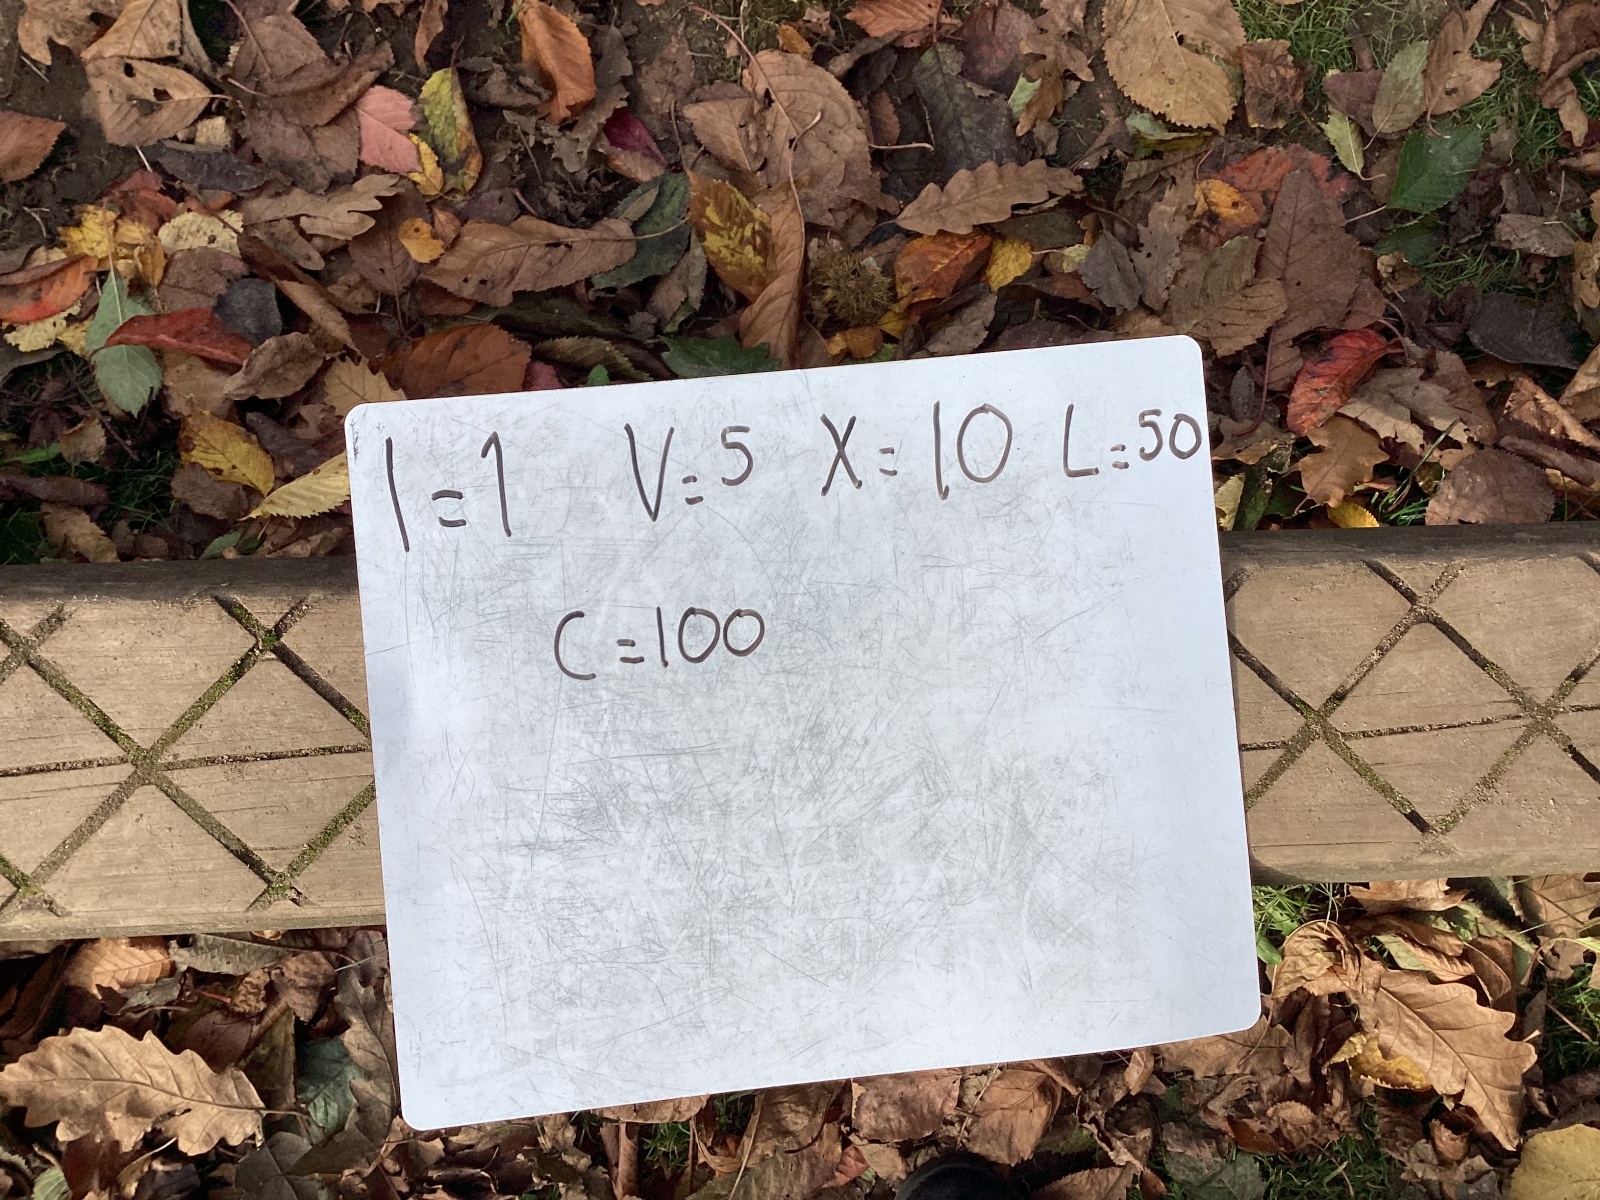 I = 1 V = 5 X = 10 L = 50
C = 100